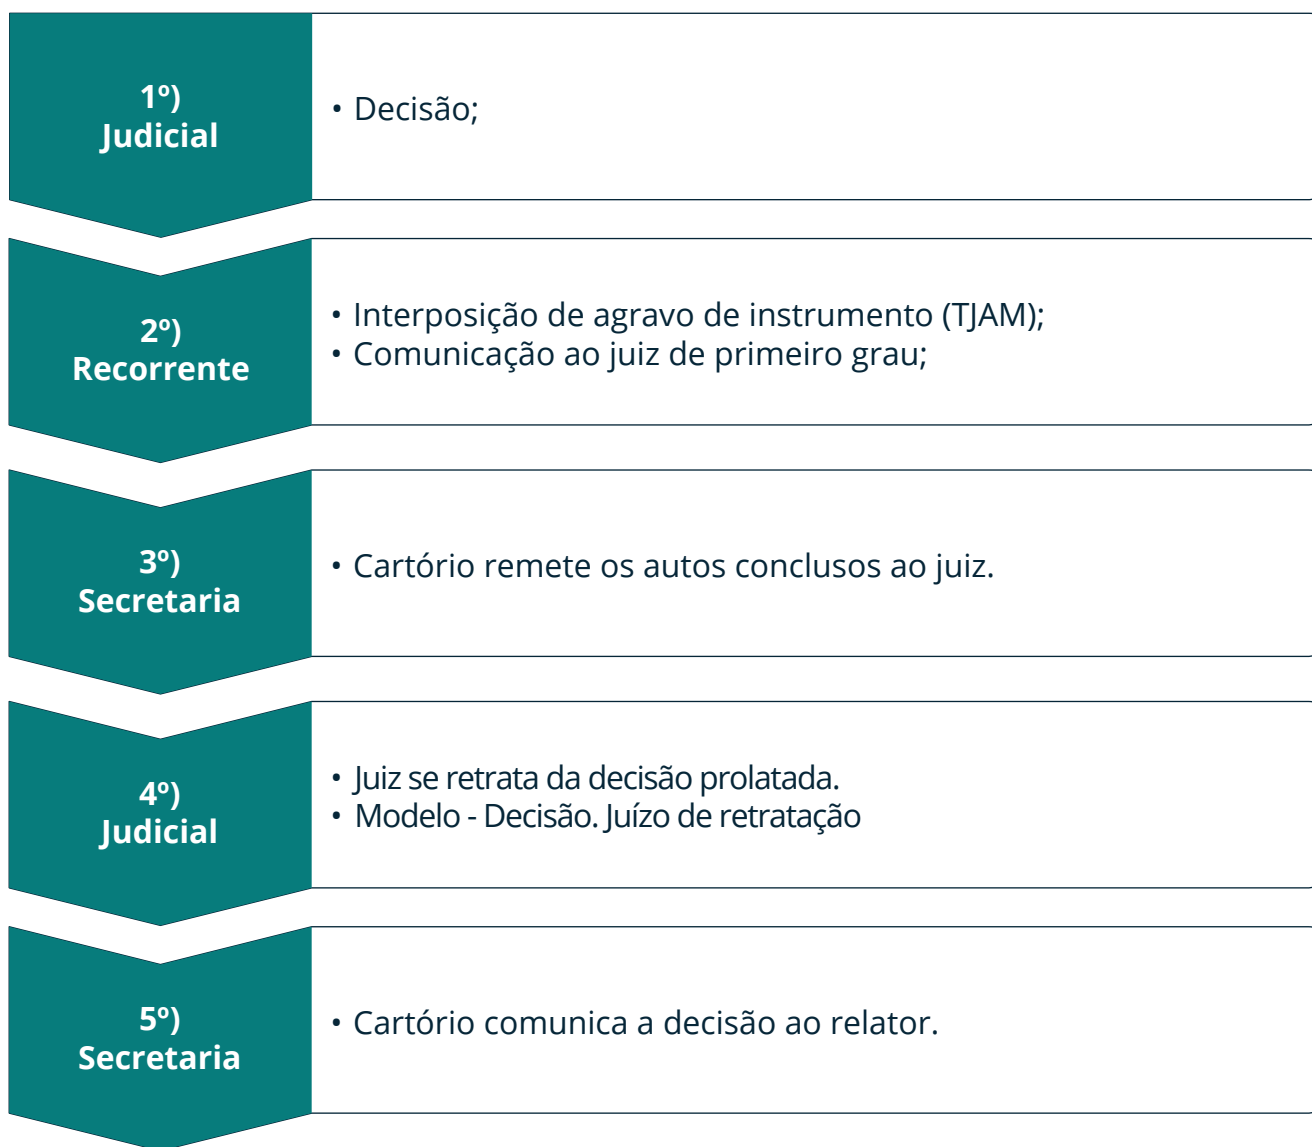 1º)
Judicial
• Decisão;
2º)
Recorrente
• Interposição de agravo de instrumento (TJAM);
• Comunicação ao juiz de primeiro grau;
3º)
Secretaria
• Cartório remete os autos conclusos ao juiz.
4º)
Judicial
• Juiz se retrata da decisão prolatada.
• Modelo - Decisão. Juízo de retratação
5º)
Secretaria
• Cartório comunica a decisão ao relator.